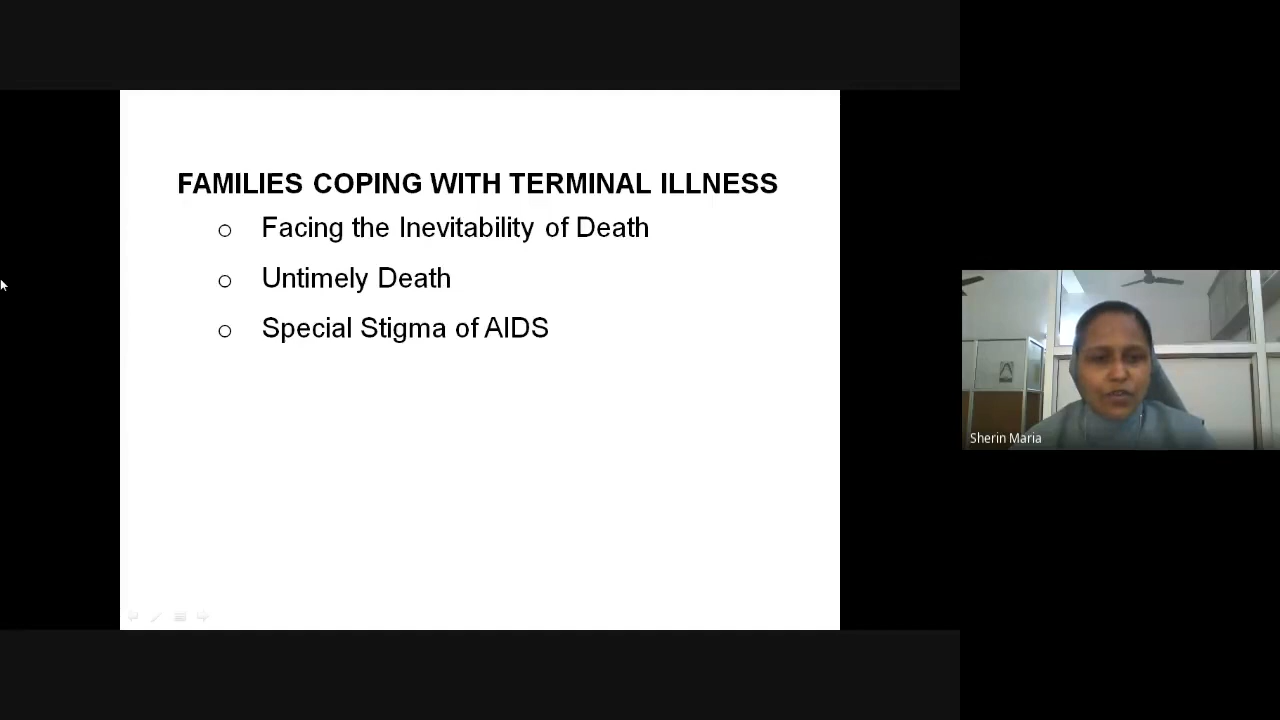 FAMILIES COPING WITH TERMINAL ILLNESS
o Facing the Inevitability of Death
o Untimely Death
o Special Stigma of AIDS
Sherin Maria